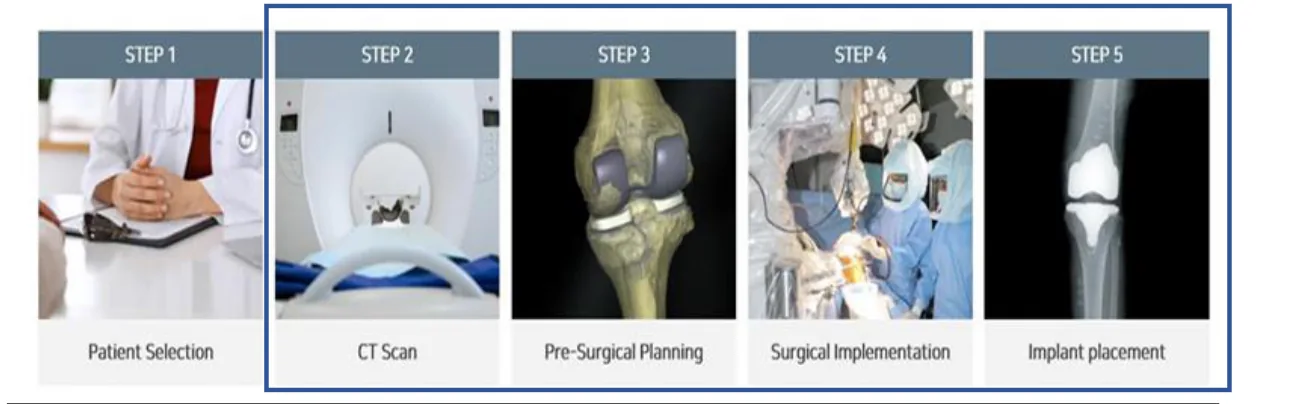 STEP 1
STEP 2
STEP 3
STEP 4
STEP 5
Patient Selection
CT Scan
Pre-Surgical Planning
Surgical Implementation
Implant placement